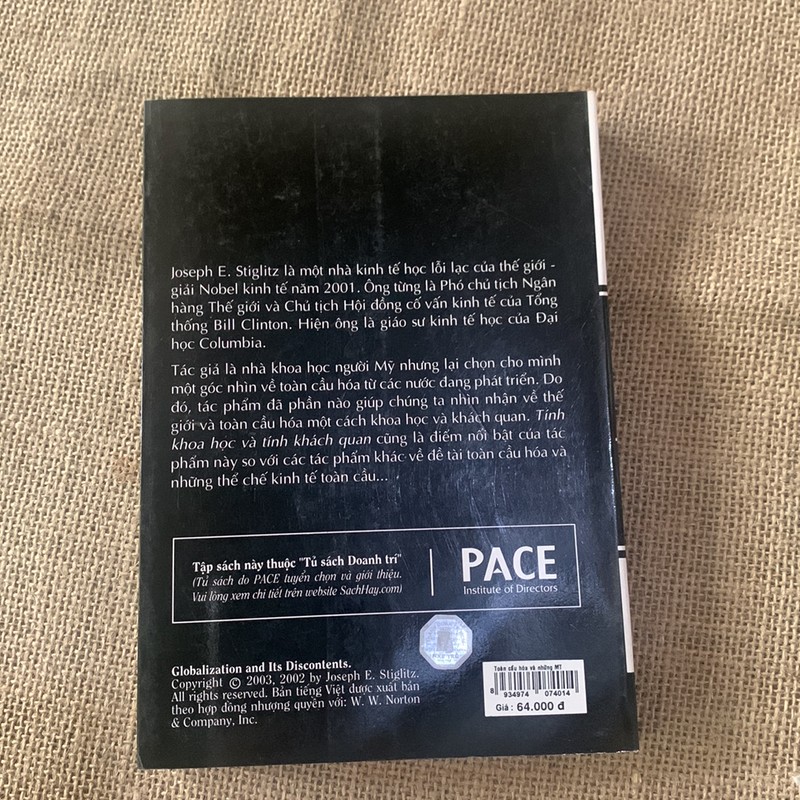 Joseph E. Stiglitz là một nhà kinh tế học lỗi lạc của thế giới -
giải Nobel kinh tế năm 2001. Ông từng là Phó chủ tịch Ngân
hàng Thế giới và Chủ tịch Hội đồng cố vấn kinh tế của Tổng
thống Bill Clinton. Hiện ông là giáo sư kinh tế học của Đại
học Columbia.
Tác giả là nhà khoa học người Mỹ nhưng lại chọn cho mình
một góc nhìn về toàn cầu hóa từ các nước đang phát triển. Do
đó, tác phẩm đã phần nào giúp chúng ta nhìn nhận về thế
giới và toàn cầu hóa một cách khoa học và khách quan. Tính
khoa học và tính khách quan cũng là điểm nổi bật của tác
phẩm này so với các tác phẩm khác về đề tài toàn cầu hóa và
những thể chế kinh tế toàn cầu...
Tập sách này thuộc "Tủ sách Doanh trí"
(Tủ sách do PACE tuyển chọn và giới thiệu.
Vui lòng xem chi tiết trên website SachHay.com)
PACE
Institute of Directors
Globalization and Its Discontents.
Copyright © 2003, 2002 by Joseph E. Stiglitz.
All rights reserved. Bản tiếng Việt được xuất bản
theo hợp đồng nhượng quyền với: W. W. Norton
& Company, Inc.
Toàn cầu hóa và những MT
8 934974 074014
Giá : 64.000 đ